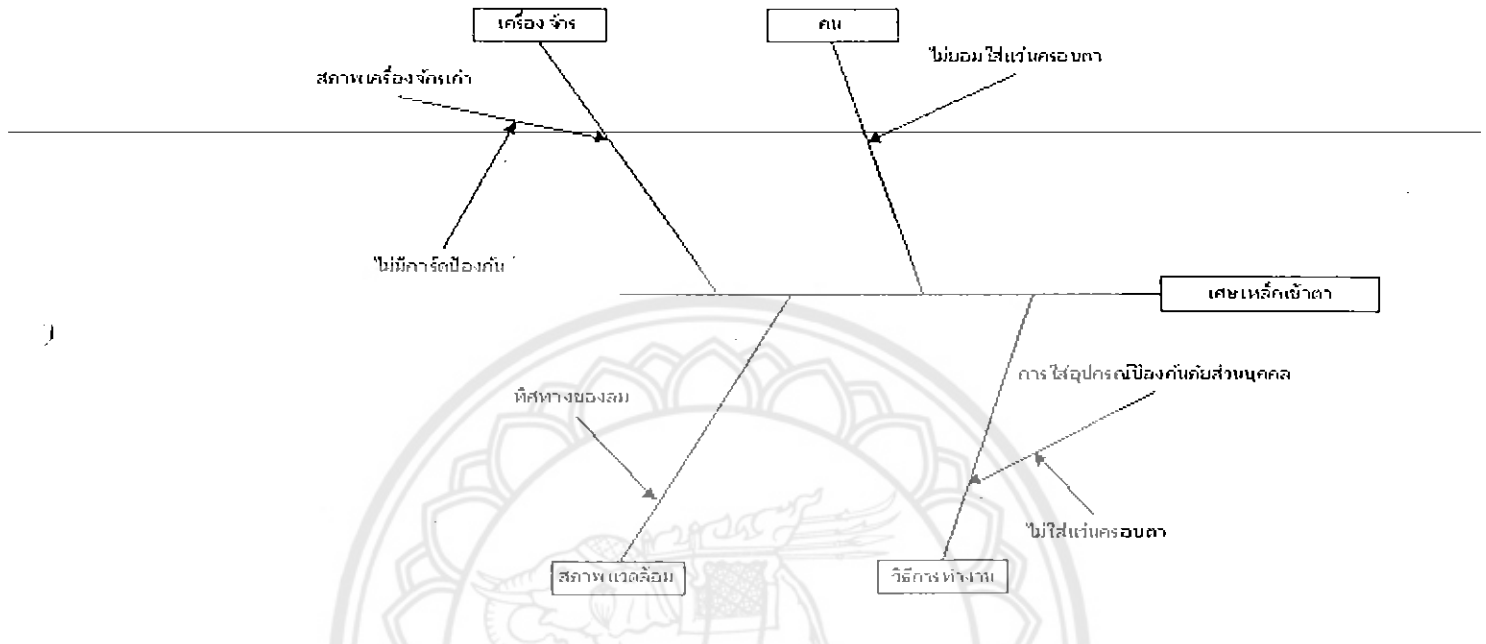 เครื่องจักร
คน
ไม่ยอมใส่แว่นครอบตา
สภาพเครื่องจักรเก่า
ไม่มีการ์ดป้องกัน
เศษเหล็กเข้าตา
การใส่อุปกรณ์ป้องกันภัยส่วนบุคคล
ทิศทางของลม
ไม่ใส่แว่นครอบตา
สภาพแวดล้อม
วิธีการทำงาน